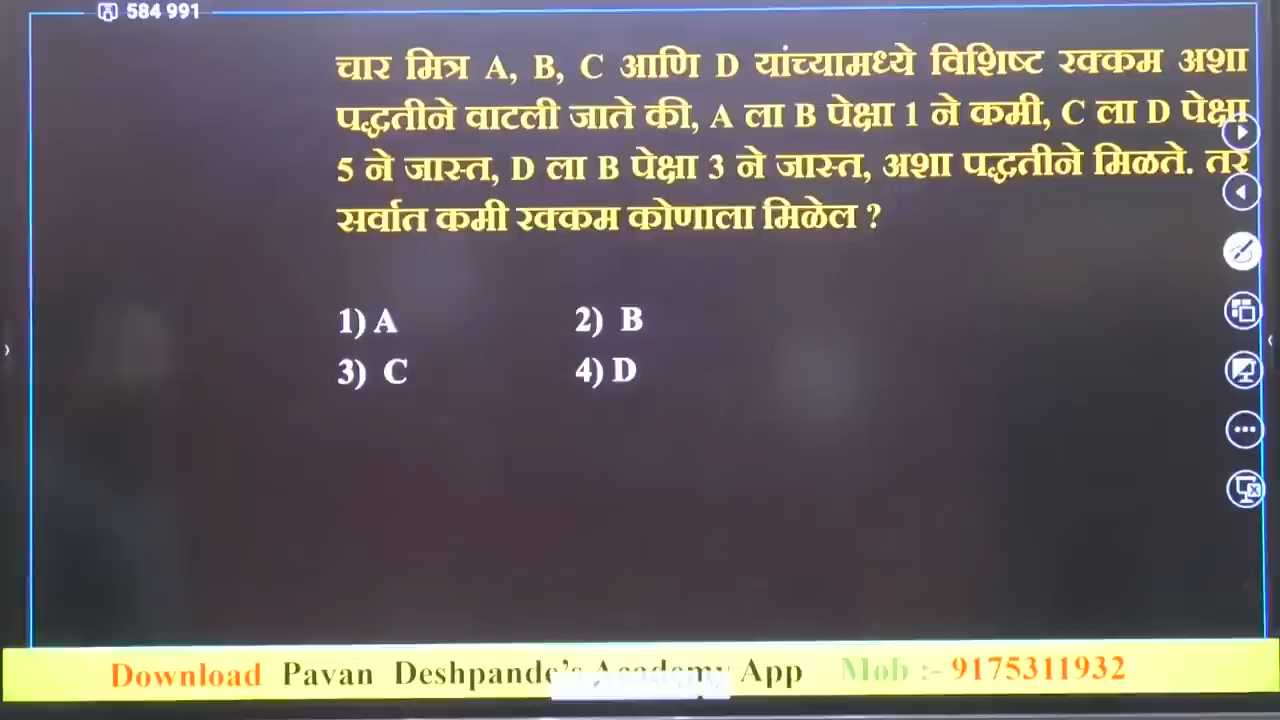 584 991
चार मित्र A, B, C आणि D यांच्यामध्ये विशिष्ट रक्कम अशा
पद्धतीने वाटली जाते की, A ला B पेक्षा 1 ने कमी, C ला D पेक्षा
5 ने जास्त, D ला B पेक्षा 3 ने जास्त, अशा पद्धतीने मिळते. तर
सर्वात कमी रक्कम कोणाला मिळेल ?
1) A 2) B
3) C 4) D
Download Pavan Deshpande's Academy App Mob :- 9175311932